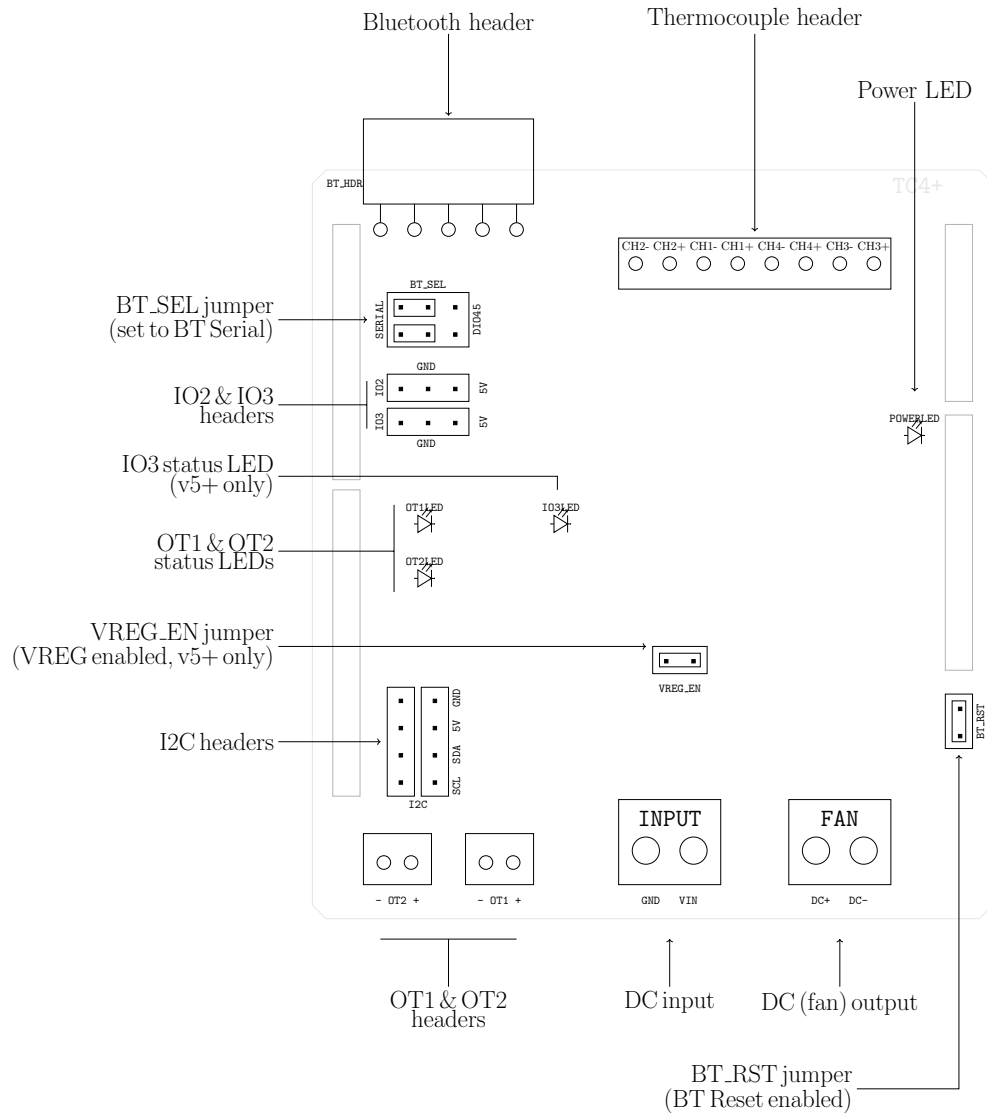 Bluetooth header
Thermocouple header
Power LED
BT_HDR
TC4+
CH2- CH2+ CH1- CH1+ CH4- CH4+ CH3- CH3+
BT_SEL
BT_SEL jumper
(set to BT Serial)
SERIAL
DIO45
GND
IO2 & IO3
headers
IO2
5V
IO3
5V
GND
POWERLED
IO3 status LED
(v5+ only)
OT1LED
IO3LED
OT1 & OT2
status LEDs
OT2LED
VREG_EN jumper
(VREG enabled, v5+ only)
VREG_EN
GND
5V
SDA
SCL
I2C headers
I2C
BT_RST
INPUT
FAN
- OT2 +
- OT1 +
GND VIN
DC+ DC-
OT1 & OT2
headers
DC input
DC (fan) output
BT_RST jumper
(BT Reset enabled)